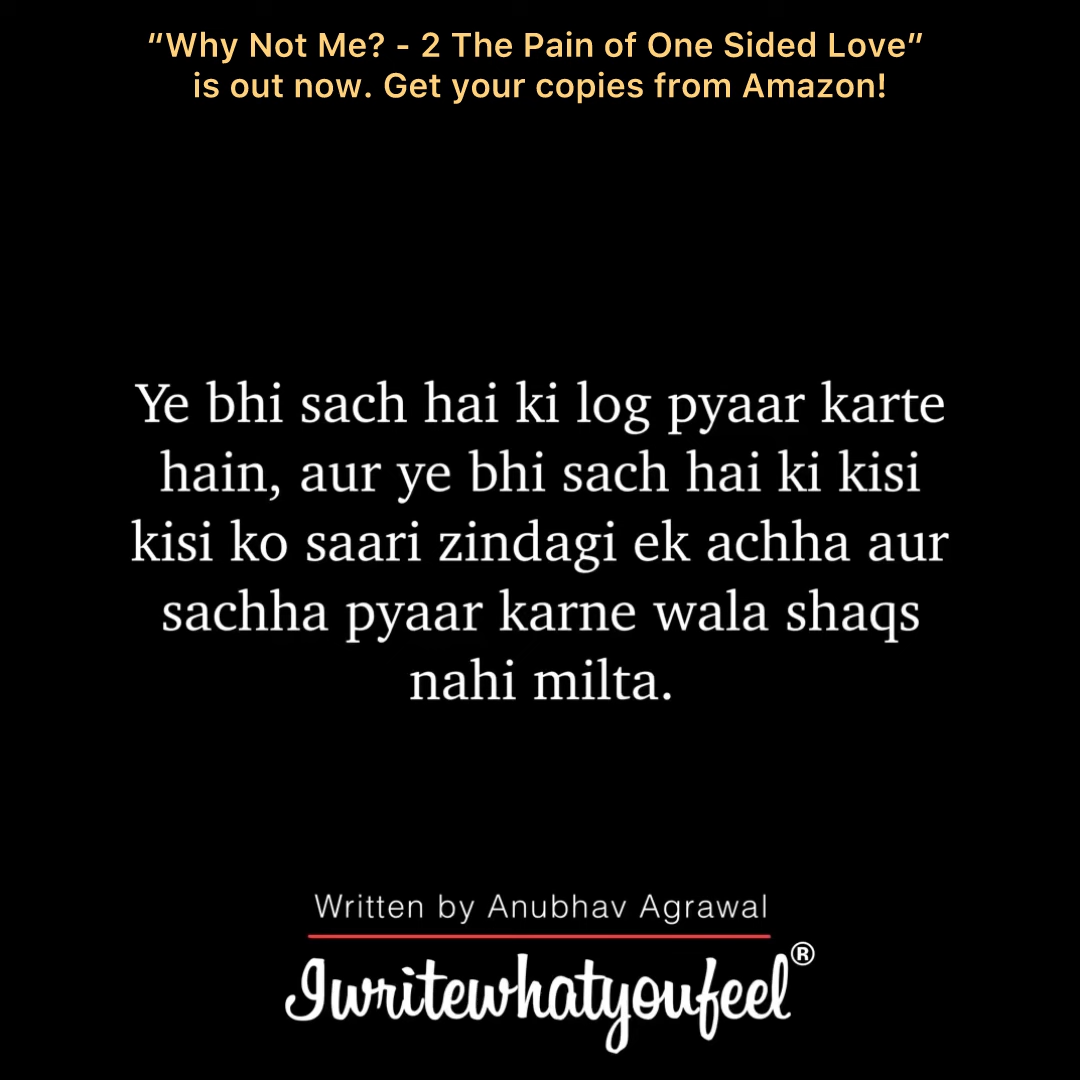 “Why Not Me? - 2 The Pain of One Sided Love”
is out now. Get your copies from Amazon!
Ye bhi sach hai ki log pyaar karte
hain, aur ye bhi sach hai ki kisi
kisi ko saari zindagi ek achha aur
sachha pyaar karne wala shaqs
nahi milta.
Written by Anubhav Agrawal
Iwritewhatyoufeel®